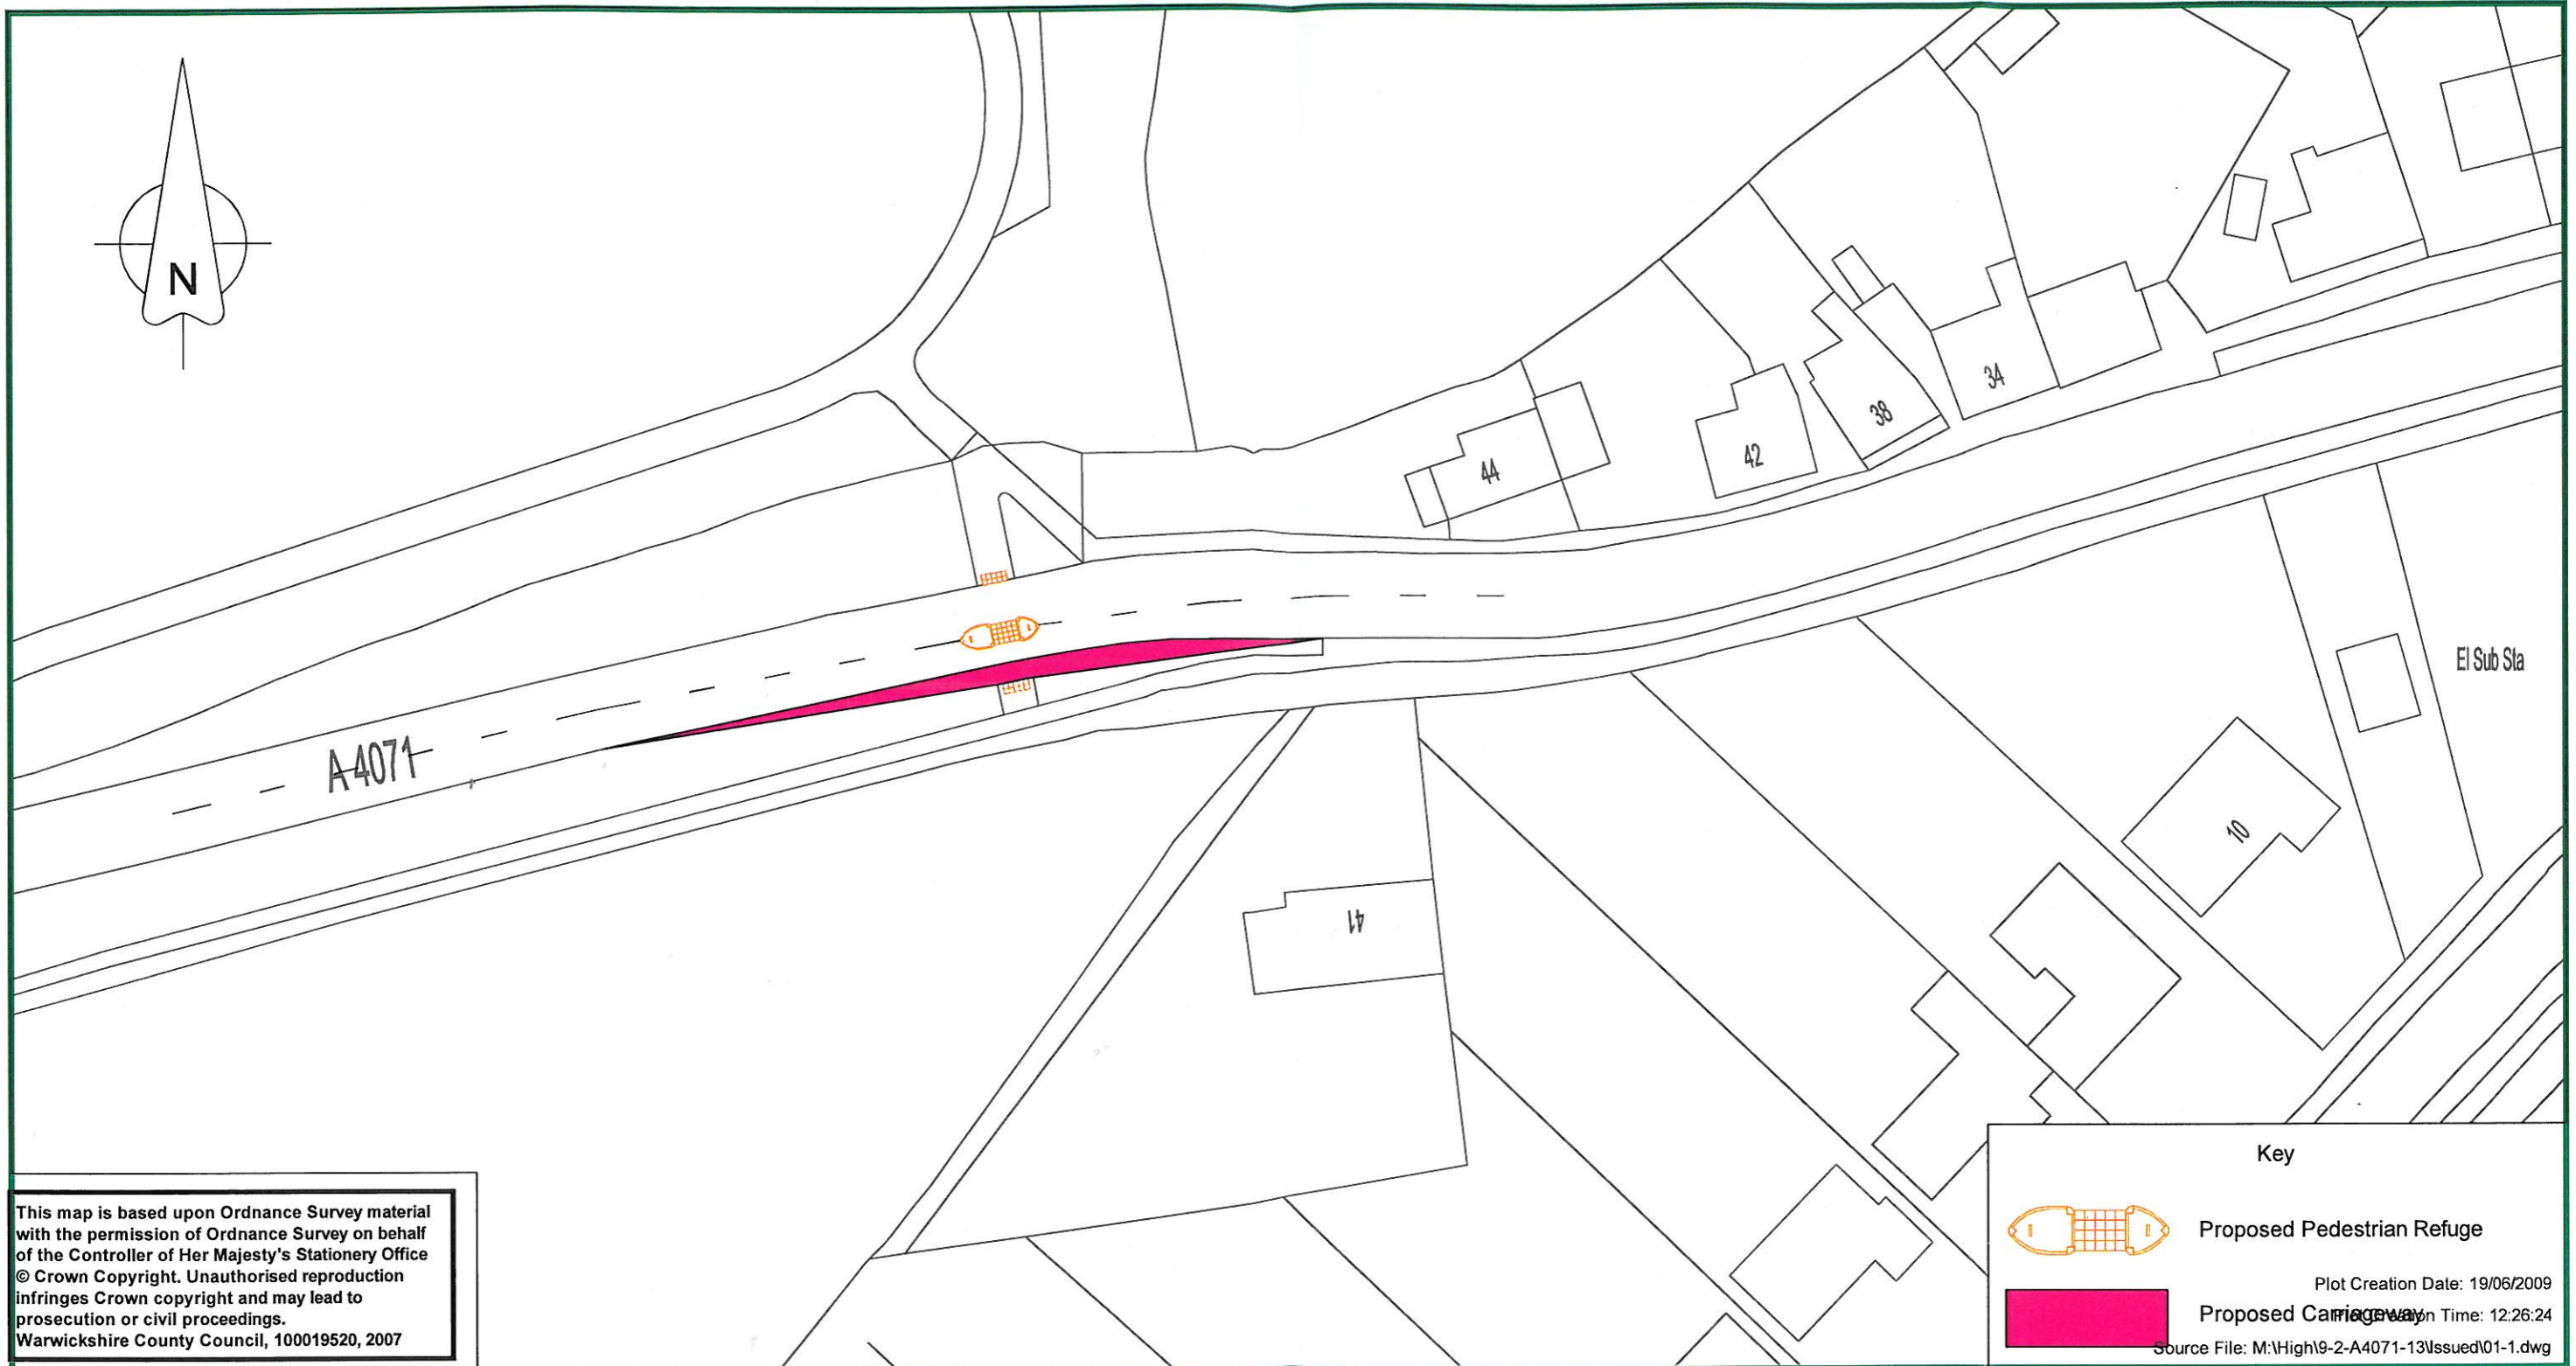 N
34
38
42
44
El Sub Sta
A 4071
10
41
This map is based upon Ordnance Survey material
with the permission of Ordnance Survey on behalf
of the Controller of Her Majesty's Stationery Office
© Crown Copyright. Unauthorised reproduction
infringes Crown copyright and may lead to
prosecution or civil proceedings.
Warwickshire County Council, 100019520, 2007
Key
Proposed Pedestrian Refuge
Plot Creation Date: 19/06/2009
Proposed Carriageway
Plot Creation Time: 12:26:24
Source File: M:\High\9-2-A4071-13\Issued\01-1.dwg